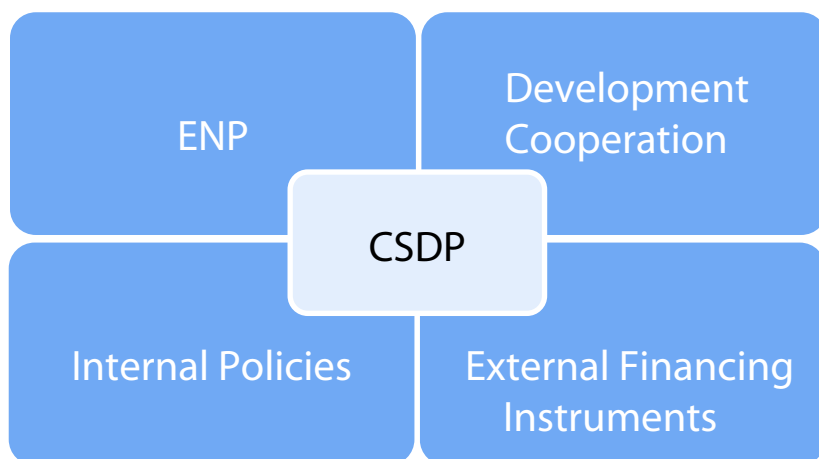 ENP
Development
Cooperation
CSDP
Internal Policies
External Financing
Instruments